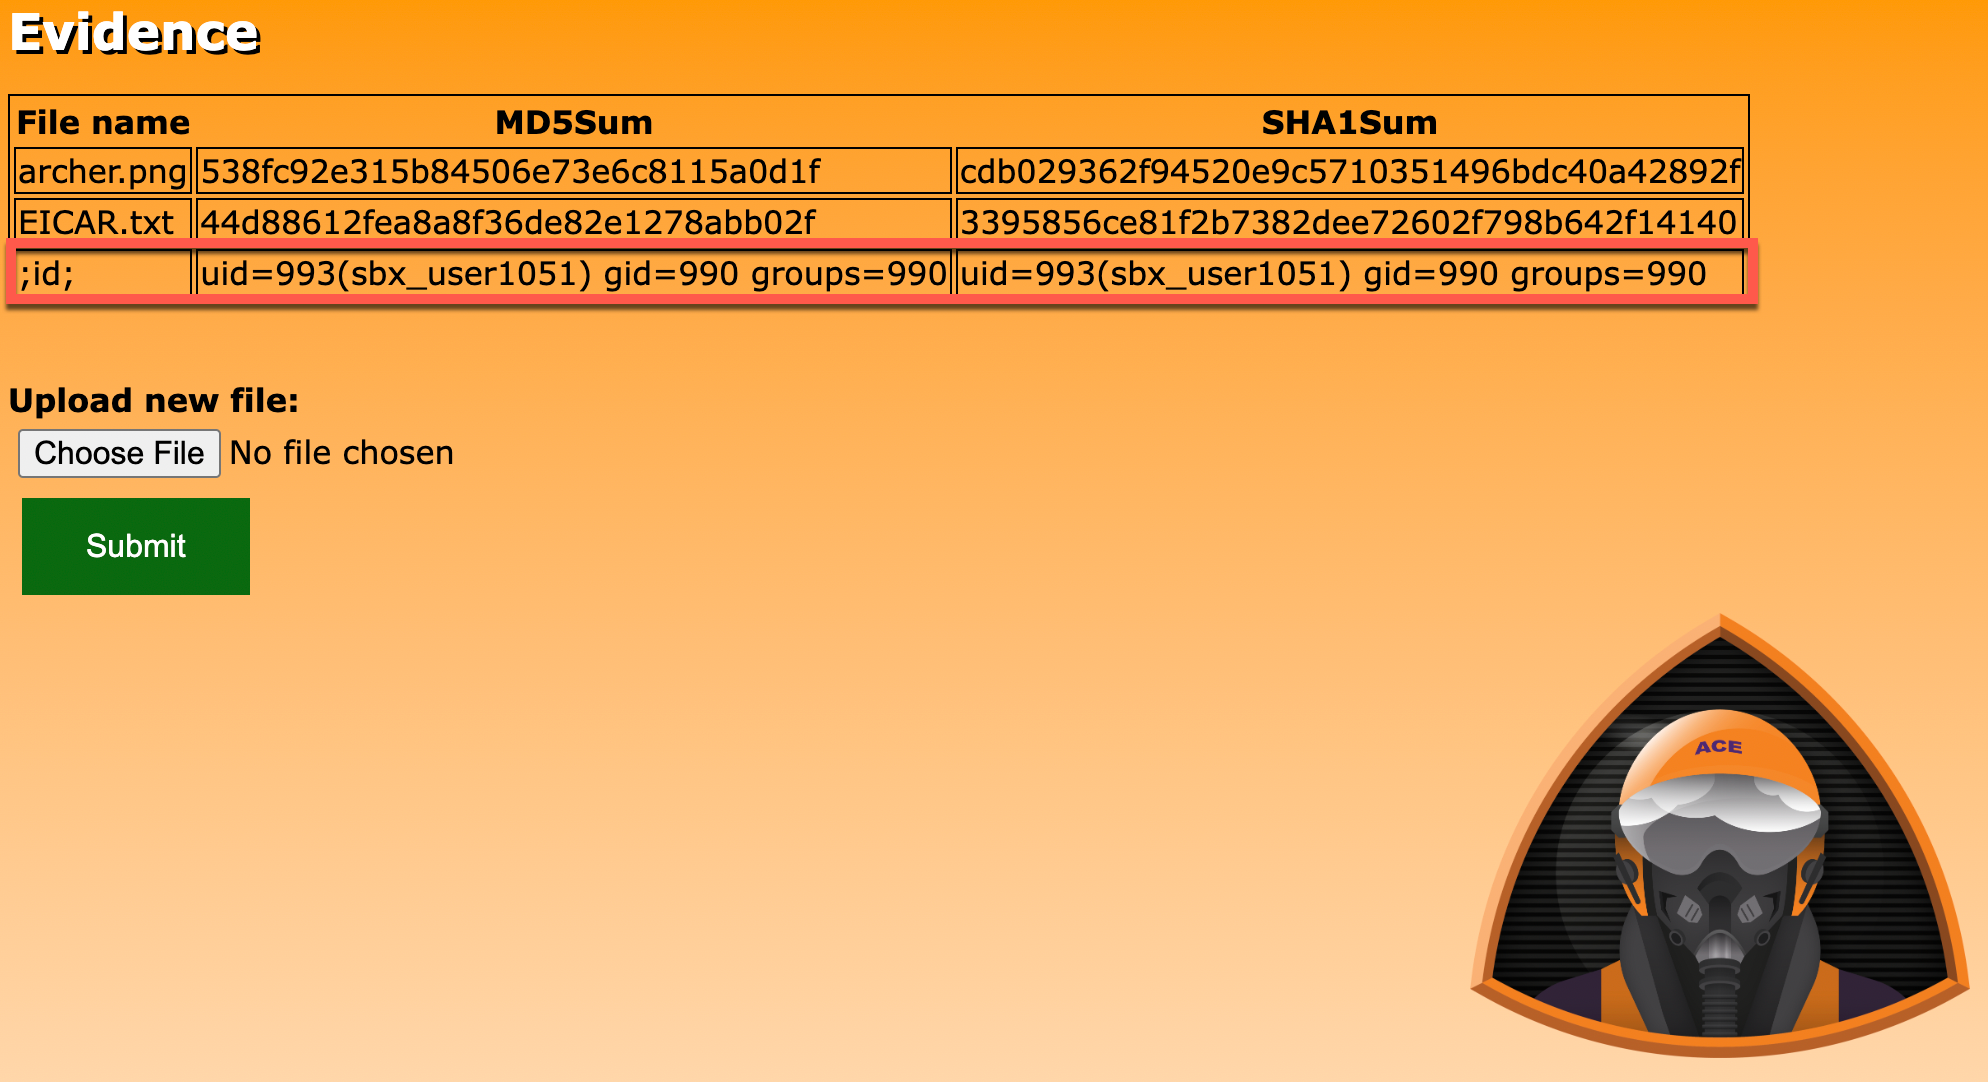 Evidence
File name MD5Sum SHA1Sum
archer.png 538fc92e315b84506e73e6c8115a0d1f cdb029362f94520e9c5710351496bdc40a42892f
EICAR.txt 44d88612fea8a8f36de82e1278abb02f 3395856ce81f2b7382dee72602f798b642f14140
;id; uid=993(sbx_user1051) gid=990 groups=990 uid=993(sbx_user1051) gid=990 groups=990
Upload new file:
Choose File No file chosen
Submit
ACE